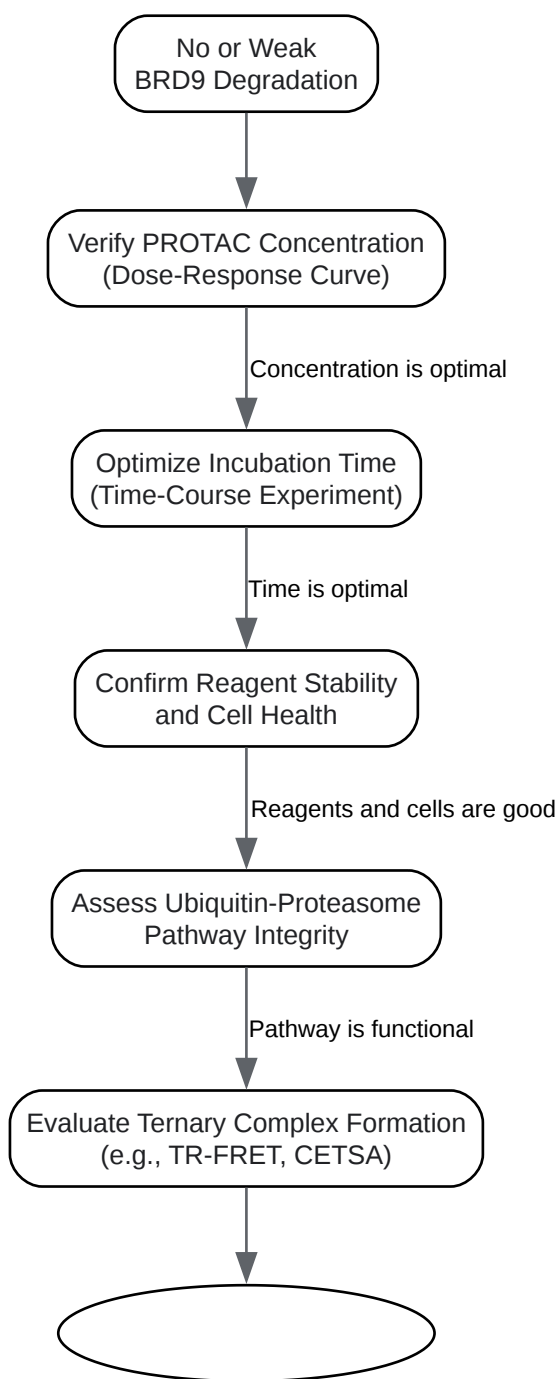 No or Weak
BRD9 Degradation
Verify PROTAC Concentration
(Dose-Response Curve)
Concentration is optimal
Optimize Incubation Time
(Time-Course Experiment)
Time is optimal
Confirm Reagent Stability
and Cell Health
Reagents and cells are good
Assess Ubiquitin-Proteasome
Pathway Integrity
Pathway is functional
Evaluate Ternary Complex Formation
(e.g., TR-FRET, CETSA)